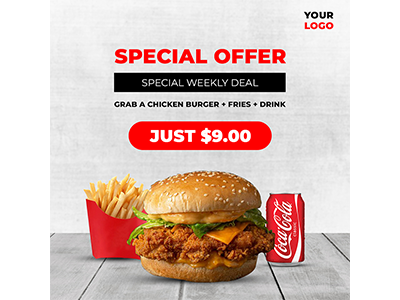 YOUR
LOGO
SPECIAL OFFER
SPECIAL WEEKLY DEAL
GRAB A CHICKEN BURGER + FRIES + DRINK
JUST $9.00
Coca-Cola